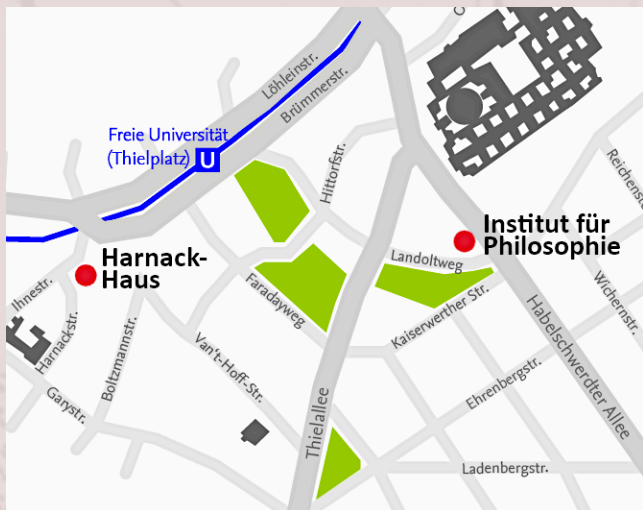 Löhleinstr.
Brümmerstr.
Freie Universität
(Thielplatz) U
Hittorfstr.
Reichenst
Institut für
Philosophie
Landoltweg
Harnack-
Haus
Wichernstr.
Ihnestr.
Faradayweg
Kaiserwerther Str.
Harnackstr.
Boltzmannstr.
Van't-Hoff-Str.
Habelschwerdter Allee
Garystr.
Ehrenbergstr.
Thielallee
Ladenbergstr.